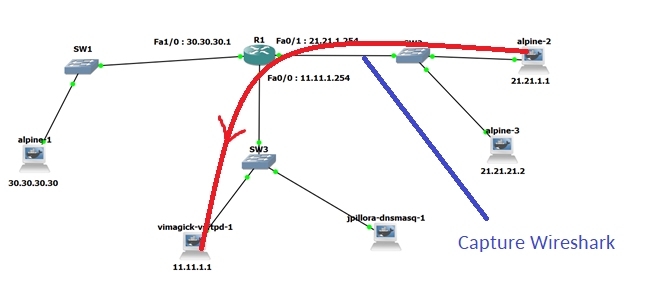 R1
alpine-2
SW1
Fa1/0 : 30.30.30.1
Fa0/1 : 21.21.1.254
21.21.1.1
Fa0/0 : 11.11.1.254
alpine-1
alpine-3
SW3
30.30.30.30
21.21.21.2
jpillora-dnsmasq-1
11.11.1.1
Capture Wireshark